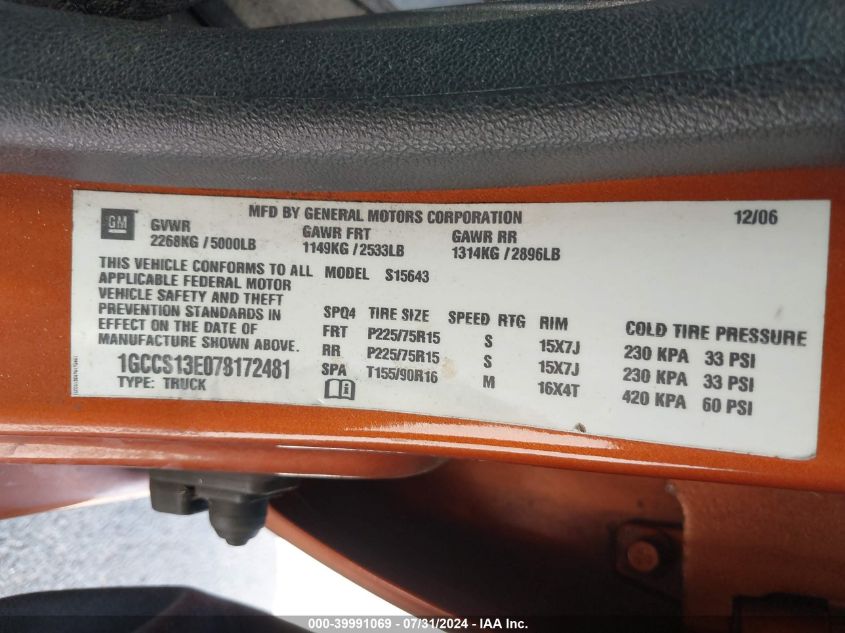 MFD BY GENERAL MOTORS CORPORATION 12/06
GM
GVWR GAWR FRT GAWR RR
2268KG / 5000LB 1149KG / 2533LB 1314KG / 2896LB
THIS VEHICLE CONFORMS TO ALL MODEL S15643
APPLICABLE FEDERAL MOTOR
VEHICLE SAFETY AND THEFT
PREVENTION STANDARDS IN
EFFECT ON THE DATE OF
MANUFACTURE SHOWN ABOVE.
1GCCS13E078172481
TYPE: TRUCK
SPQ4 TIRE SIZE SPEED RTG RIM COLD TIRE PRESSURE
FRT P225/75R15 S 15X7J 230 KPA 33 PSI
RR P225/75R15 S 15X7J 230 KPA 33 PSI
SPA T155/90R16 M 16X4T 420 KPA 60 PSI
000-39991069 / 07/31/2024 - IAA Inc.